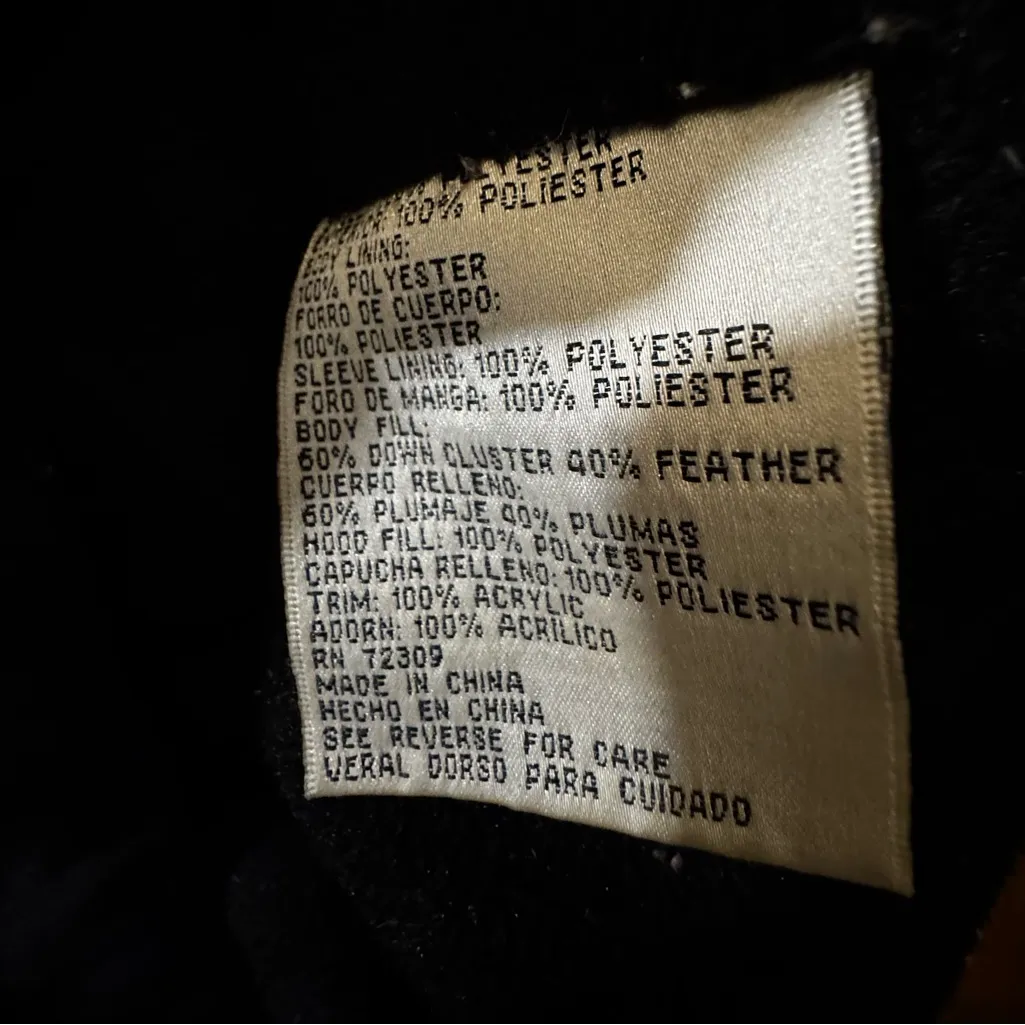 POLYESTER
100% POLIESTER
BODY LINING:
100% POLYESTER
FORRO DE CUERPO:
100% POLIESTER
SLEEVE LINING: 100% POLYESTER
FORO DE MANGA: 100% POLIESTER
BODY FILL:
60% DOWN CLUSTER 40% FEATHER
CUERPO RELLENO:
60% PLUMAJE 40% PLUMAS
HOOD FILL: 100% POLYESTER
CAPUCHA RELLENO: 100% POLIESTER
TRIM: 100% ACRYLIC
ADORN: 100% ACRILICO
RN 72309
MADE IN CHINA
HECHO EN CHINA
SEE REVERSE FOR CARE
VERAL DORSO PARA CUIDADO